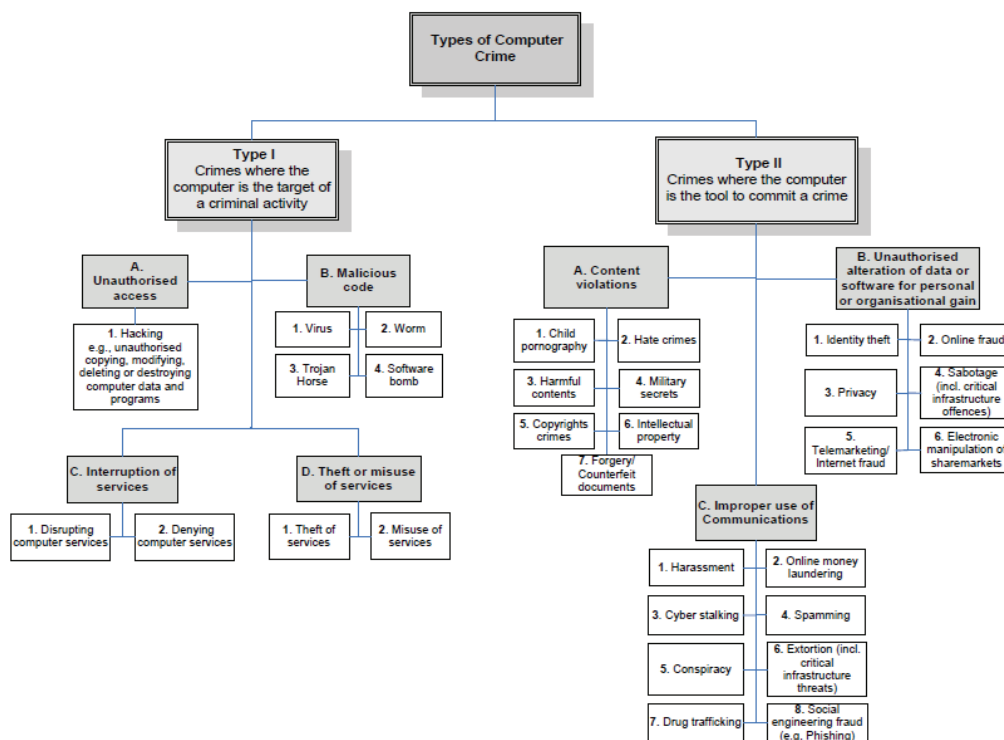 Types of Computer
Crime
Type I
Crimes where the
computer is the target of
a criminal activity
Type II
Crimes where the computer
is the tool to commit a crime
A.
Unauthorised
access
1. Hacking
e.g., unauthorised
copying, modifying,
deleting or destroying
computer data and
programs
B. Malicious
code
1. Virus
2. Worm
3. Trojan
Horse
4. Software
bomb
C. Interruption of
services
1. Disrupting
computer services
2. Denying
computer services
D. Theft or misuse
of services
1. Theft of
services
2. Misuse of
services
A. Content
violations
1. Child
pornography
2. Hate crimes
3. Harmful
contents
4. Military
secrets
5. Copyrights
crimes
6. Intellectual
property
7. Forgery/
Counterfeit
documents
B. Unauthorised
alteration of data or
software for personal
or organisational gain
1. Identity theft
2. Online fraud
3. Privacy
4. Sabotage
(incl. critical
infrastructure
offences)
5.
Telemarketing/
Internet fraud
6. Electronic
manipulation of
sharemarkets
C. Improper use of
Communications
1. Harassment
2. Online money
laundering
3. Cyber stalking
4. Spamming
5. Conspiracy
6. Extortion (incl.
critical
infrastructure
threats)
7. Drug trafficking
8. Social
engineering fraud
(e.g. Phishing)